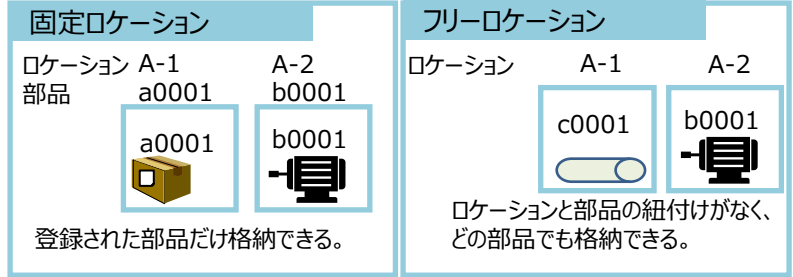 固定ロケーション
ロケーション A-1 A-2
部品 a0001 b0001
a0001 b0001
登録された部品だけ格納できる。
フリーロケーション
ロケーション A-1 A-2
c0001 b0001
ロケーションと部品の紐付けがなく、
どの部品でも格納できる。